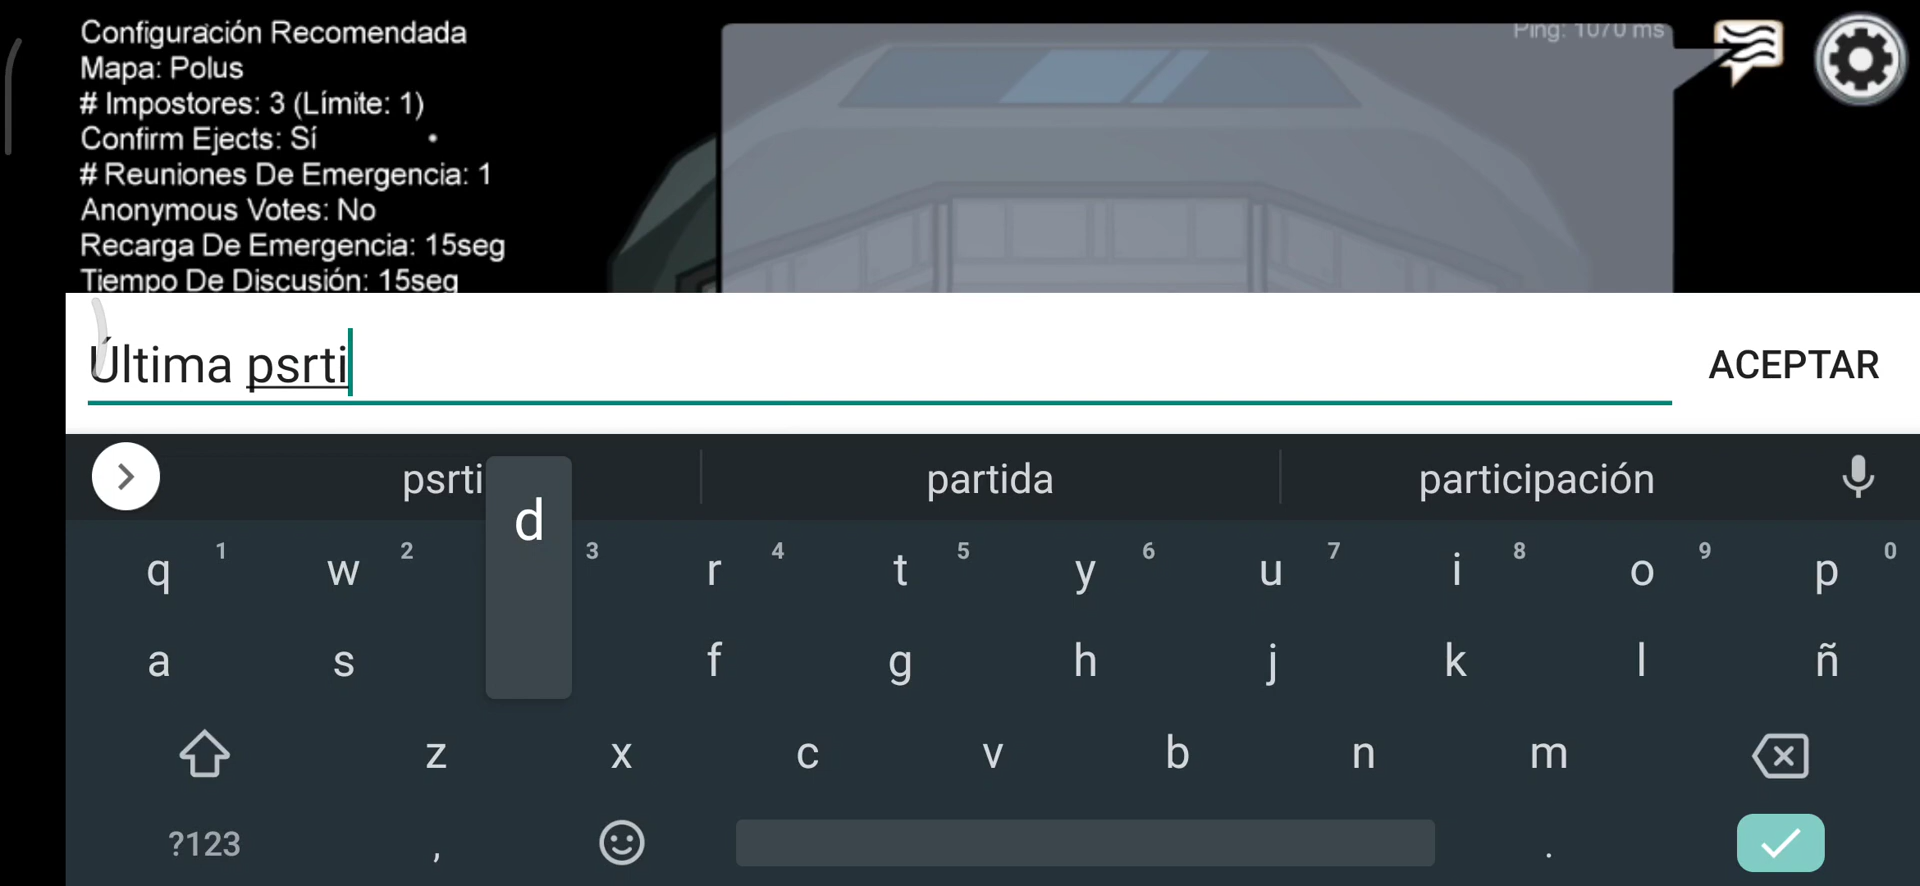 Configuración Recomendada
Mapa: Polus
# Impostores: 3 (Límite: 1)
Confirm Ejects: Sí
# Reuniones De Emergencia: 1
Anonymous Votes: No
Recarga De Emergencia: 15seg
Tiempo De Discusión: 15seg
Ping: 1070 ms
Última psrti
ACEPTAR
psrti partida participación
d
q 1 w 2 3 r 4 t 5 y 6 u 7 i 8 o 9 p 0
a s f g h j k l ñ
z x c v b n m
?123 , .